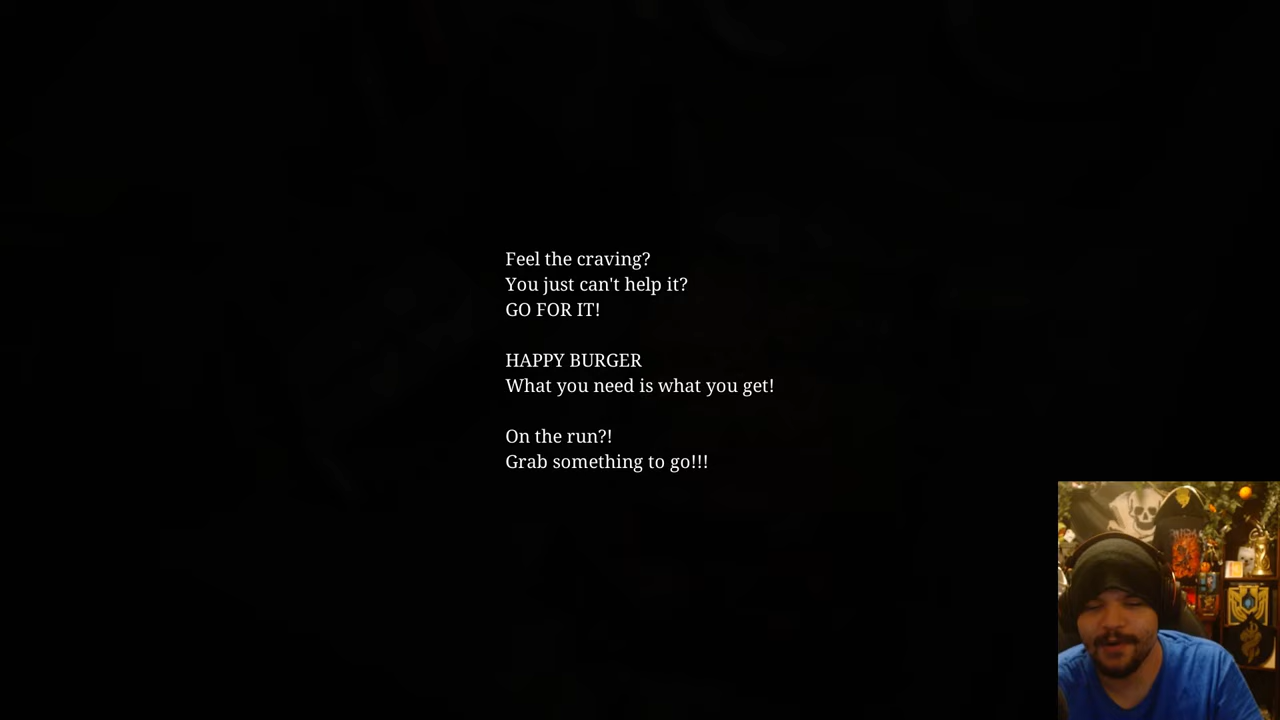 Feel the craving?
You just can't help it?
GO FOR IT!
HAPPY BURGER
What you need is what you get!
On the run?!
Grab something to go!!!